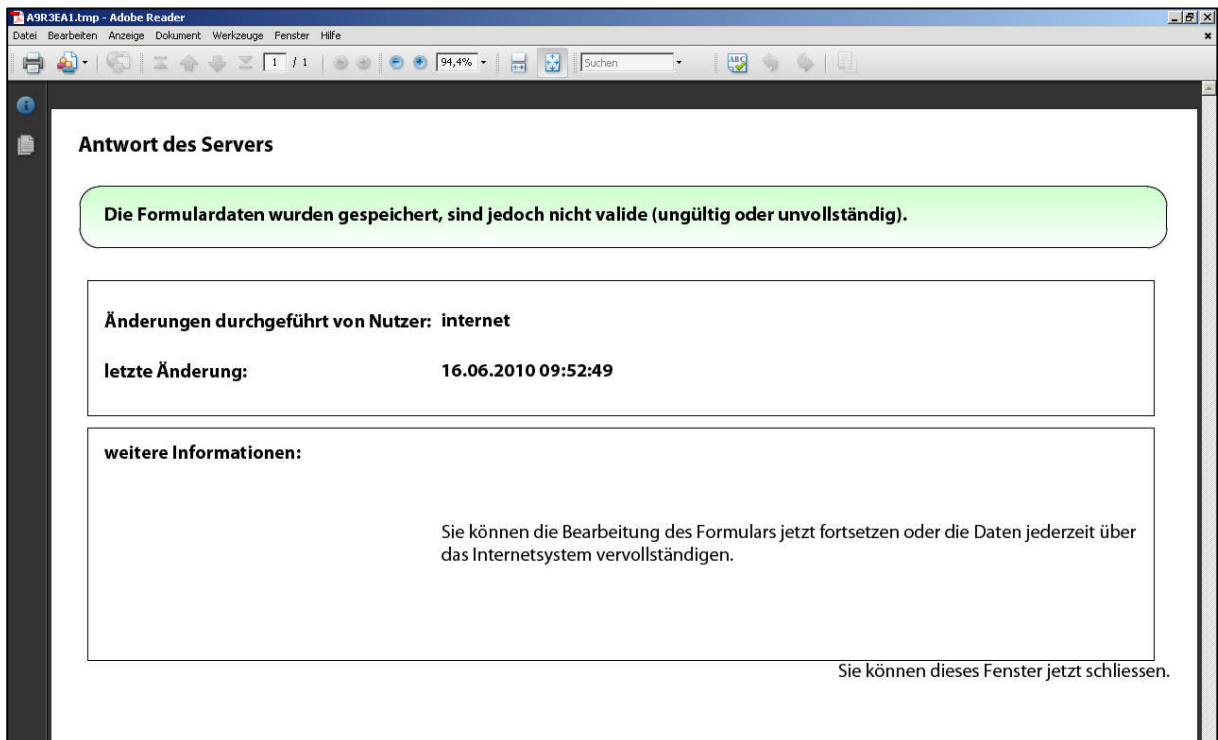 A9R3EA1.tmp - Adobe Reader
Datei Bearbeiten Anzeige Dokument Werkzeuge Fenster Hilfe
1 / 1 94,4% Suchen ABC
Antwort des Servers
Die Formulardaten wurden gespeichert, sind jedoch nicht valide (ungültig oder unvollständig).
Änderungen durchgeführt von Nutzer: internet
letzte Änderung: 16.06.2010 09:52:49
weitere Informationen:
Sie können die Bearbeitung des Formulars jetzt fortsetzen oder die Daten jederzeit über
das Internetsystem vervollständigen.
Sie können dieses Fenster jetzt schliessen.